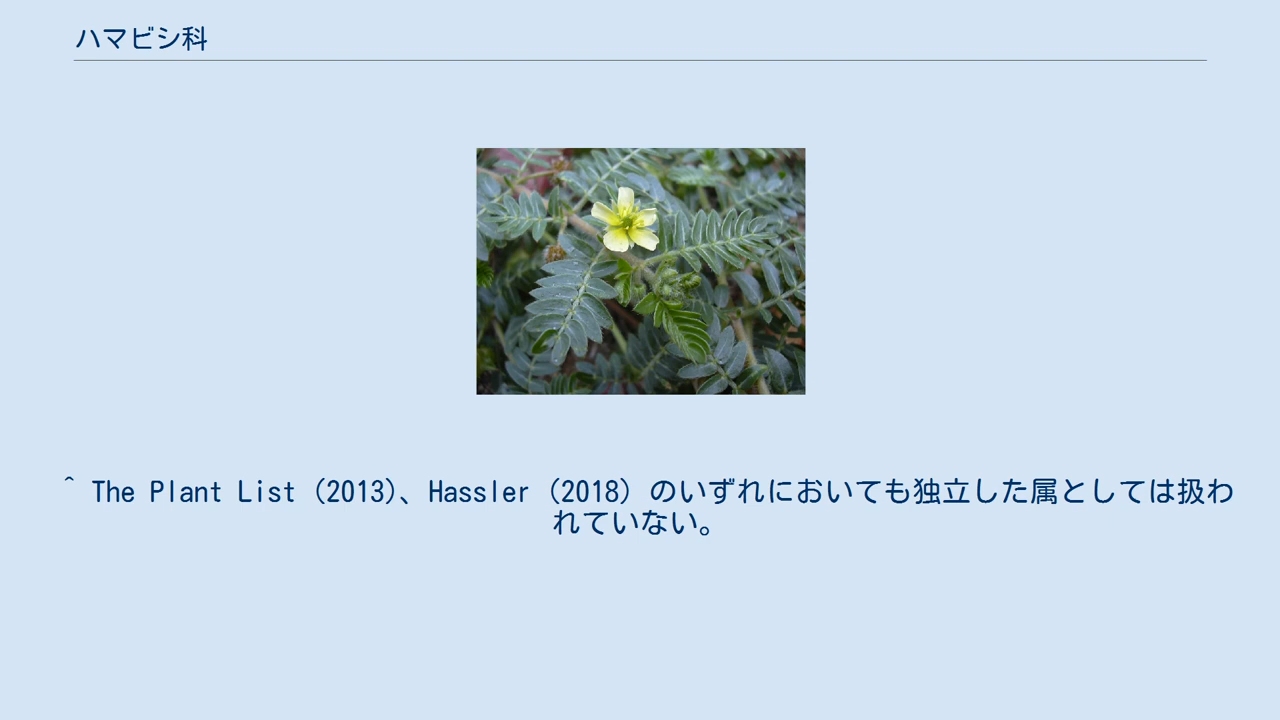 ハマビシ科
^ The Plant List (2013)、Hassler (2018) のいずれにおいても独立した属としては扱わ
れていない。